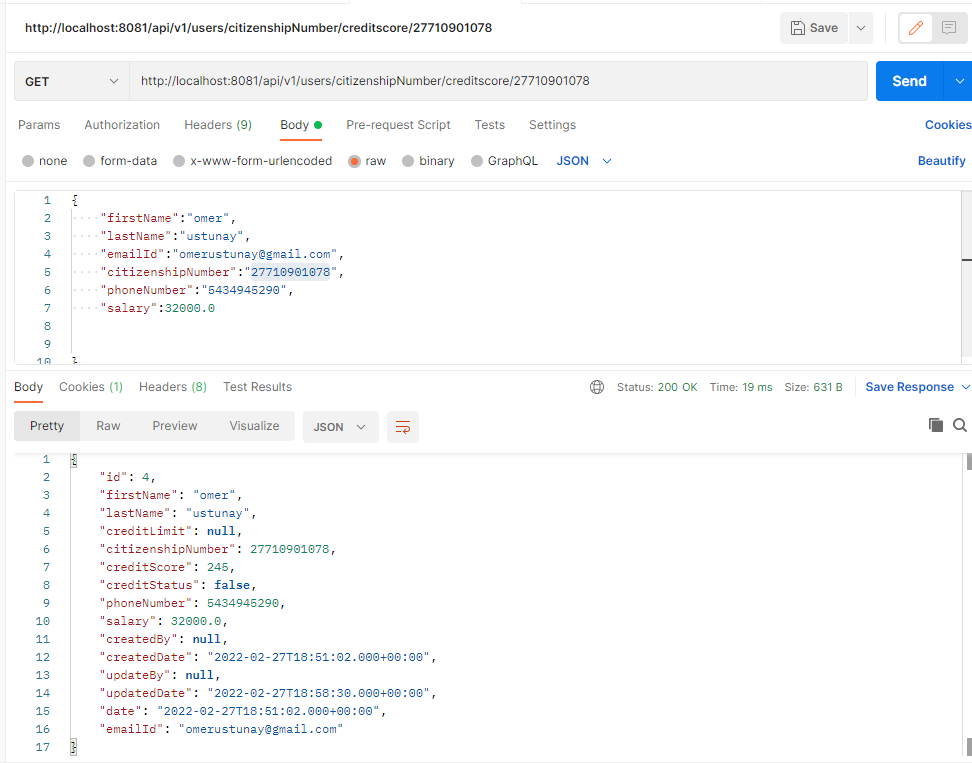 http://localhost:8081/api/v1/users/citizenshipNumber/creditscore/27710901078 Save
GET http://localhost:8081/api/v1/users/citizenshipNumber/creditscore/27710901078 Send
Params Authorization Headers (9) Body Pre-request Script Tests Settings Cookies
none form-data x-www-form-urlencoded raw binary GraphQL JSON Beautify
1 {
2 "firstName":"omer",
3 "lastName":"ustunay",
4 "emailId":"omerustunay@gmail.com",
5 "citizenshipNumber":"27710901078",
6 "phoneNumber":"5434945290",
7 "salary":32000.0
8
9
10 }
Body Cookies (1) Headers (8) Test Results Status: 200 OK Time: 19 ms Size: 631 B Save Response
Pretty Raw Preview Visualize JSON
1 {
2 "id": 4,
3 "firstName": "omer",
4 "lastName": "ustunay",
5 "creditLimit": null,
6 "citizenshipNumber": 27710901078,
7 "creditScore": 245,
8 "creditStatus": false,
9 "phoneNumber": 5434945290,
10 "salary": 32000.0,
11 "createdBy": null,
12 "createdDate": "2022-02-27T18:51:02.000+00:00",
13 "updateBy": null,
14 "updatedDate": "2022-02-27T18:58:30.000+00:00",
15 "date": "2022-02-27T18:51:02.000+00:00",
16 "emailId": "omerustunay@gmail.com"
17 }